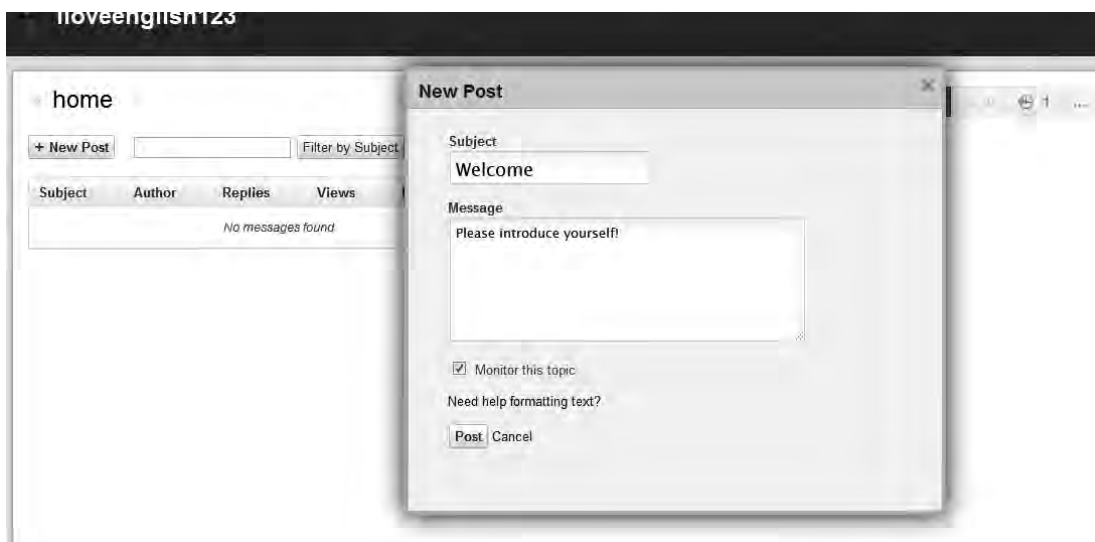 iloveenglish123
home
+ New Post
Filter by Subject
Subject Author Replies Views
No messages found
New Post
×
1 ...
Subject
Welcome
Message
Please introduce yourself!
Monitor this topic
Need help formatting text?
Post Cancel